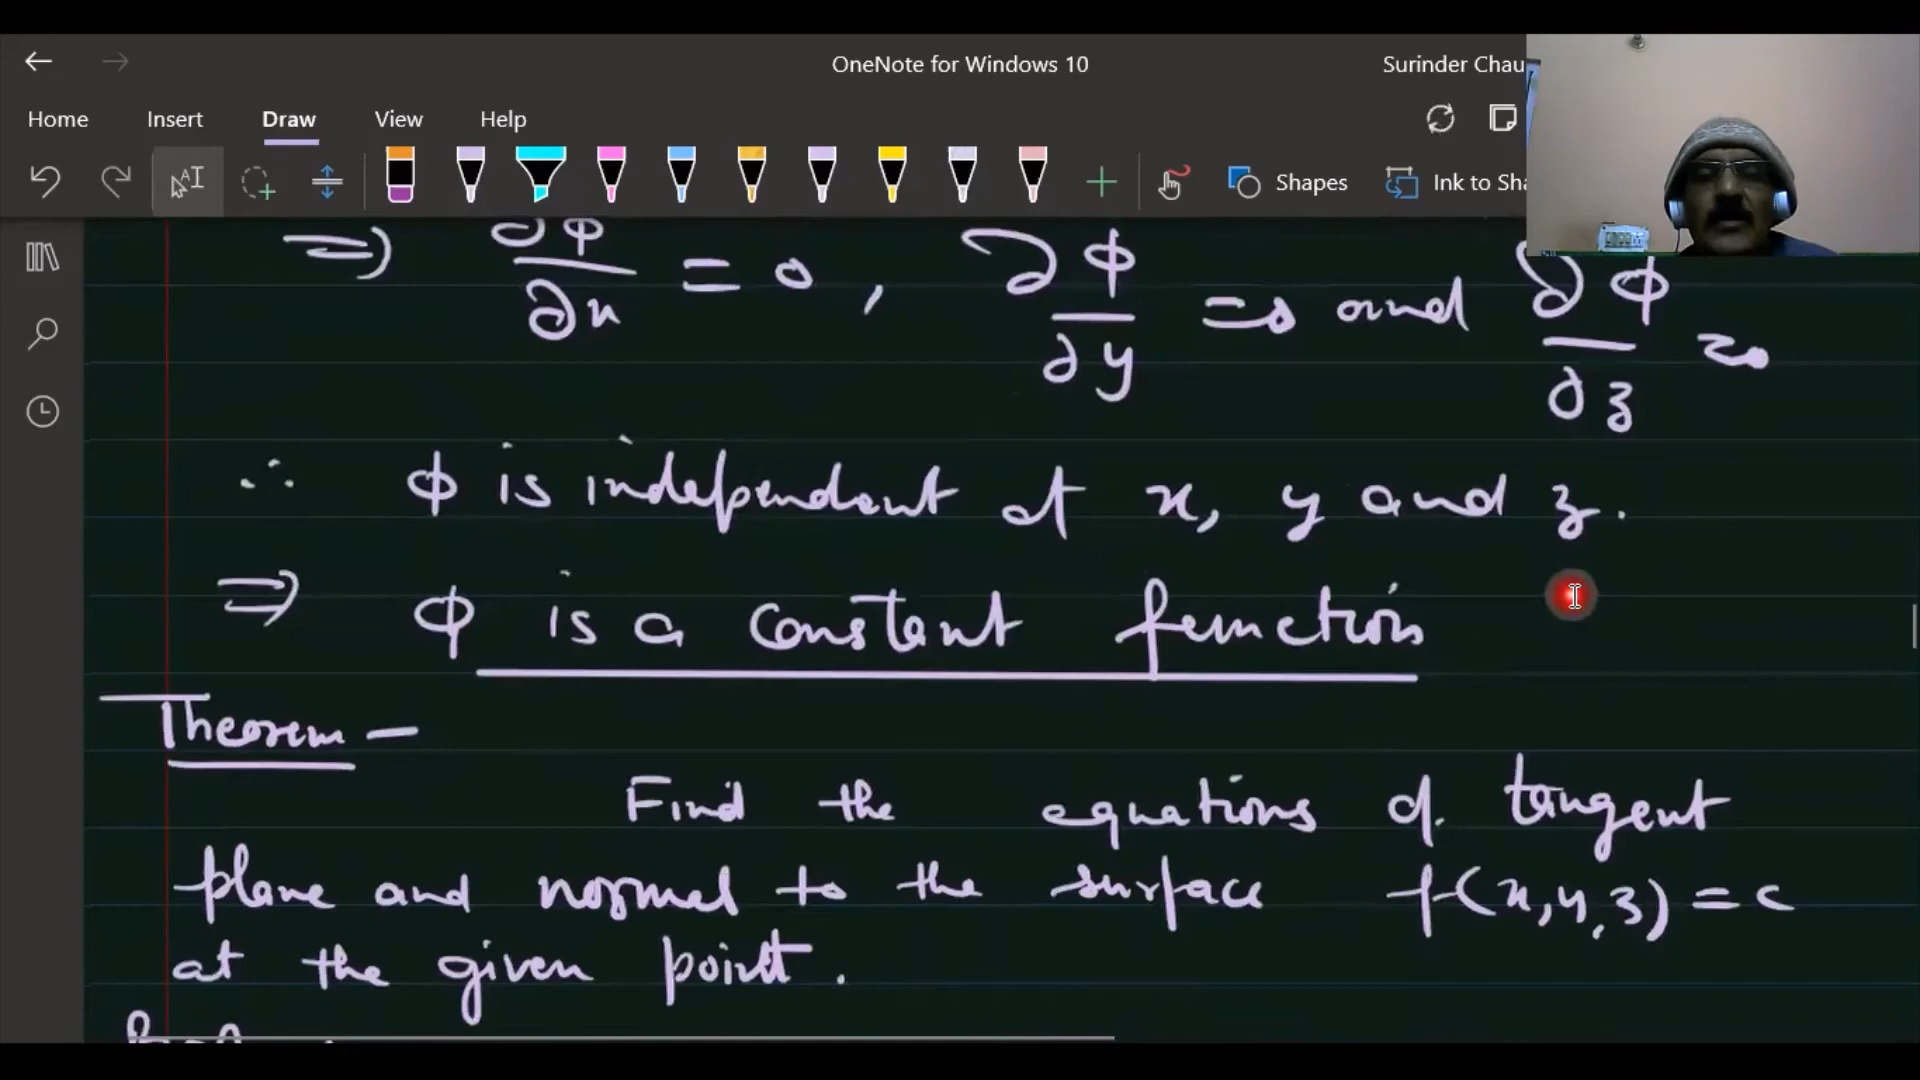 OneNote for Windows 10
Surinder Chau
Home Insert Draw View Help
Shapes Ink to Sha
⇒ ∂φ/∂x = 0, ∂φ/∂y = 0 and ∂φ/∂z = 0
∴ φ is independent of x, y and z.
⇒ φ is a constant function
Theorem –
Find the equations of tangent
plane and normal to the surface f(x,y,z) = c
at the given point.